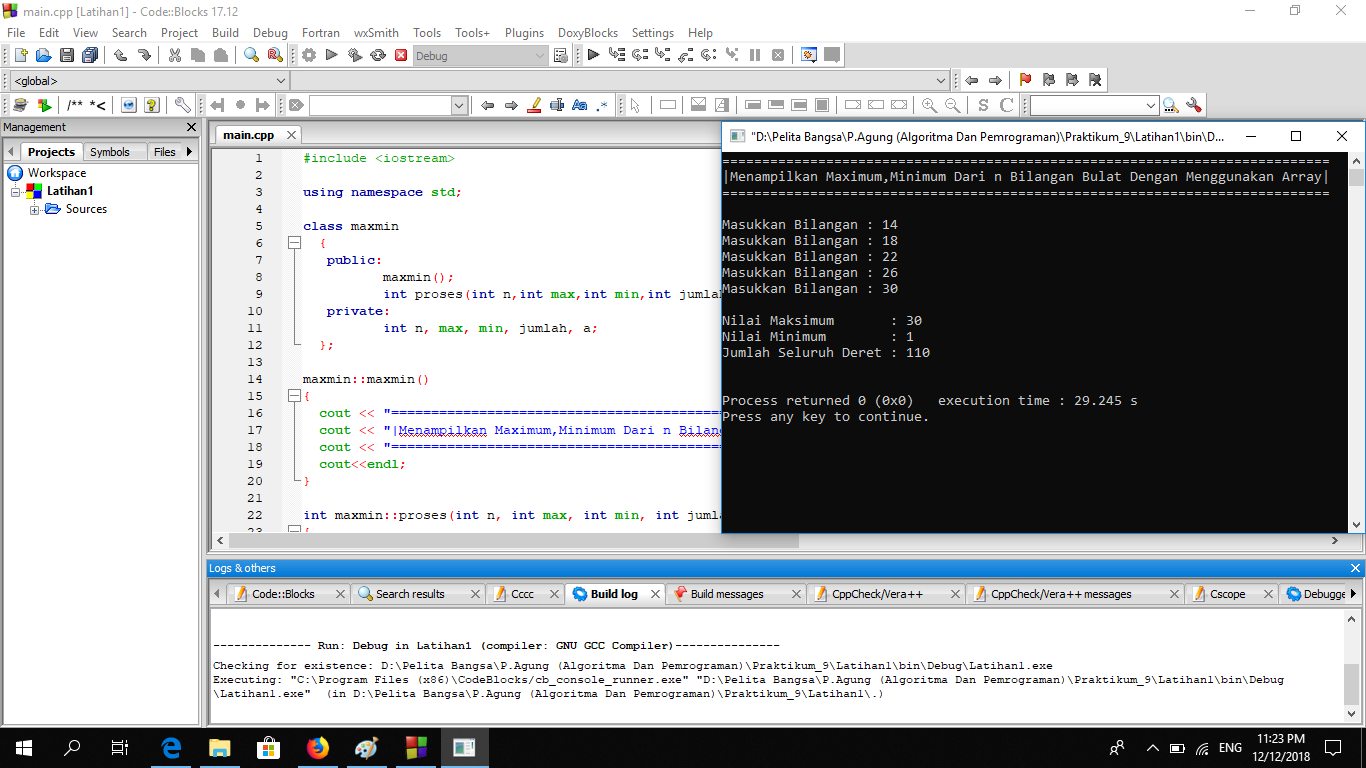 main.cpp [Latihan1] - Code::Blocks 17.12
File Edit View Search Project Build Debug Fortran wxSmith Tools Tools+ Plugins DoxyBlocks Settings Help
Debug
<global>
/** *<
Aa .*
S C
Management
Projects Symbols Files
Workspace
Latihan1
Sources
main.cpp
1 #include <iostream>
2
3 using namespace std;
4
5 class maxmin
6 {
7 public:
8 maxmin();
9 int proses(int n,int max,int min,int jumlah
10 private:
11 int n, max, min, jumlah, a;
12 };
13
14 maxmin::maxmin()
15 {
16 cout << "==========================================
17 cout << "|Menampilkan Maximum,Minimum Dari n Bilang
18 cout << "==========================================
19 cout<<endl;
20 }
21
22 int maxmin::proses(int n, int max, int min, int jumla
23 {
"D:\Pelita Bangsa\P.Agung (Algoritma Dan Pemrograman)\Praktikum_9\Latihan1\bin\D...
============================================================================
|Menampilkan Maximum,Minimum Dari n Bilangan Bulat Dengan Menggunakan Array|
============================================================================
Masukkan Bilangan : 14
Masukkan Bilangan : 18
Masukkan Bilangan : 22
Masukkan Bilangan : 26
Masukkan Bilangan : 30
Nilai Maksimum : 30
Nilai Minimum : 1
Jumlah Seluruh Deret : 110
Process returned 0 (0x0) execution time : 29.245 s
Press any key to continue.
Logs & others
Code::Blocks Search results Cccc Build log Build messages CppCheck/Vera++ CppCheck/Vera++ messages Cscope Debugge
-------------- Run: Debug in Latihan1 (compiler: GNU GCC Compiler)---------------
Checking for existence: D:\Pelita Bangsa\P.Agung (Algoritma Dan Pemrograman)\Praktikum_9\Latihan1\bin\Debug\Latihan1.exe
Executing: "C:\Program Files (x86)\CodeBlocks/cb_console_runner.exe" "D:\Pelita Bangsa\P.Agung (Algoritma Dan Pemrograman)\Praktikum_9\Latihan1\bin\Debug
\Latihan1.exe" (in D:\Pelita Bangsa\P.Agung (Algoritma Dan Pemrograman)\Praktikum_9\Latihan1\.)
ENG
11:23 PM
12/12/2018